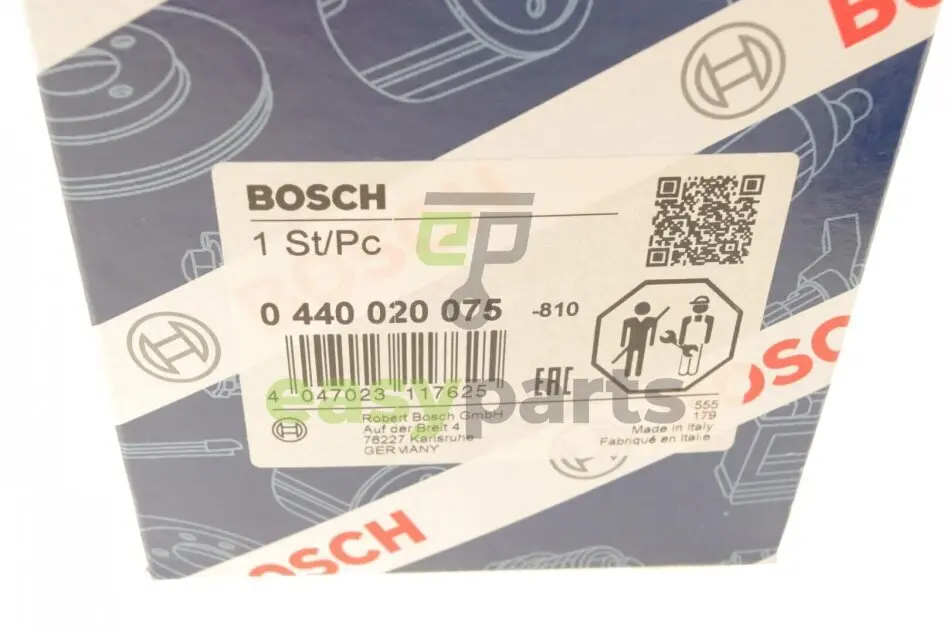 BOSCH
BOSCH
1 St/Pc
ep
0 440 020 075 -810
4 047023 117625
EAC
easyparts
Robert Bosch GmbH
Auf der Breit 4
76227 Karlsruhe
GERMANY
555
179
Made in Italy
Fabriqué en Italie
BOSCH
BOSCH